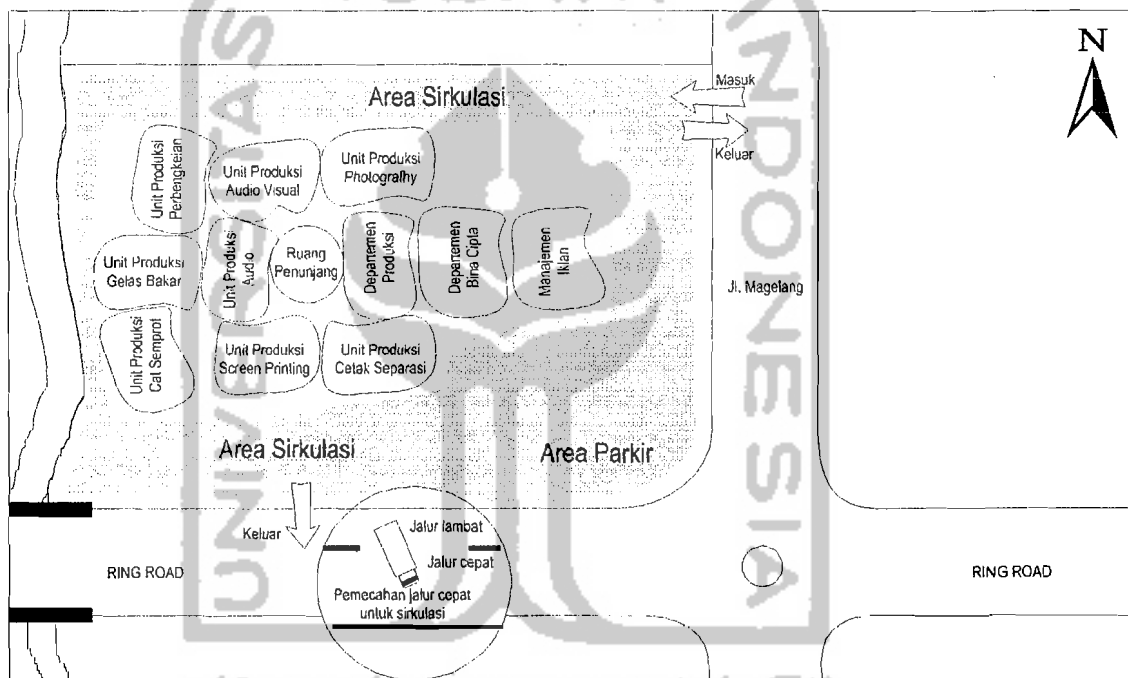 N
Masuk
Area Sirkulasi
Keluar
Unit Produksi
Perbengkelan
Unit Produksi
Audio Visual
Unit Produksi
Photografhy
Unit Produksi
Gelas Bakar
Unit Produksi
Audio
Ruang
Penunjang
Departemen
Produksi
Departemen
Bina Cipta
Manajemen
Iklan
Jl. Magelang
Unit Produksi
Cat Semprot
Unit Produksi
Screen Printing
Unit Produksi
Cetak Separasi
Area Sirkulasi
Area Parkir
Keluar
Jalur lambat
Jalur cepat
RING ROAD
Pemecahan jalur cepat
untuk sirkulasi
RING ROAD
UNIVERSITAS
INDONESIA